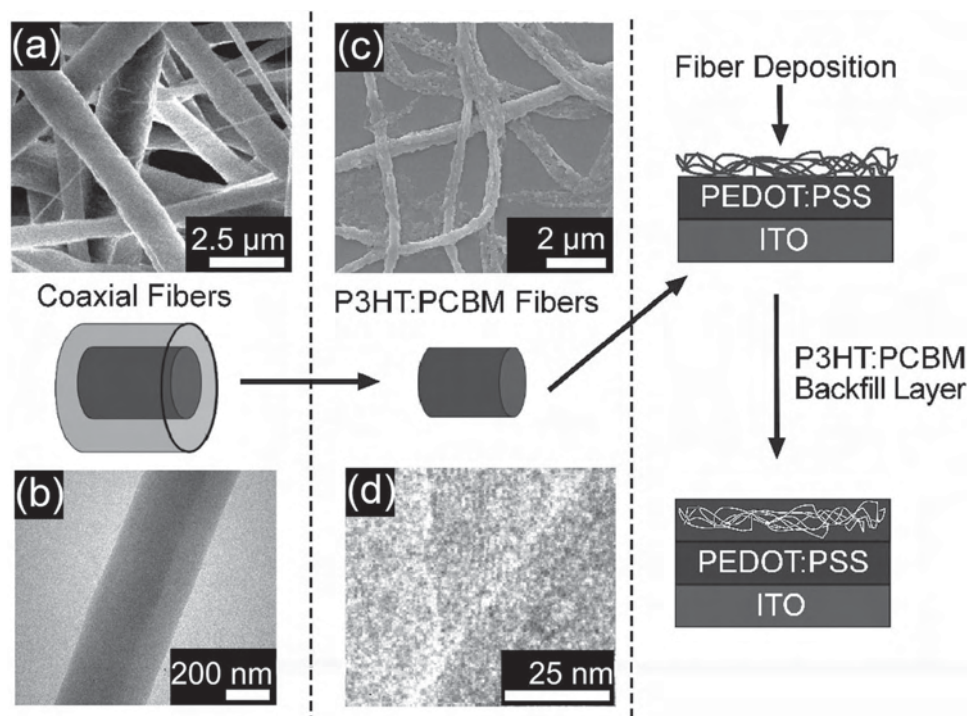 (a)
2.5 µm
Coaxial Fibers
(b)
200 nm
(c)
2 µm
P3HT:PCBM Fibers
(d)
25 nm
Fiber Deposition
PEDOT:PSS
ITO
P3HT:PCBM
Backfill Layer
PEDOT:PSS
ITO